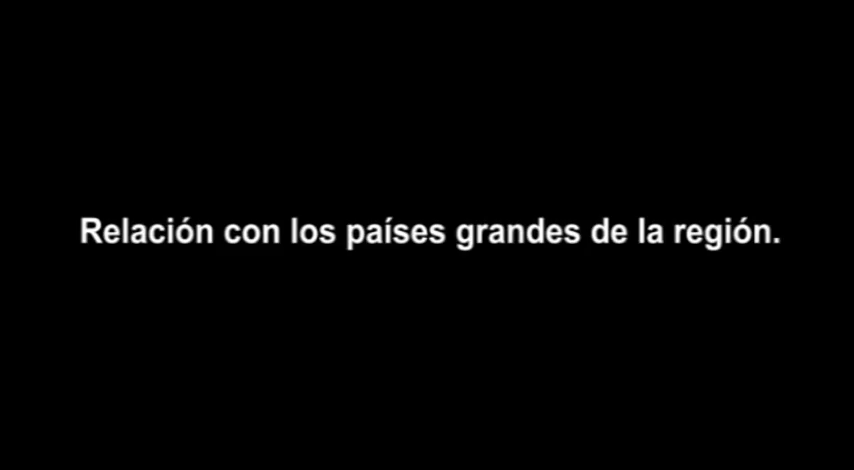 Relación con los países grandes de la región.